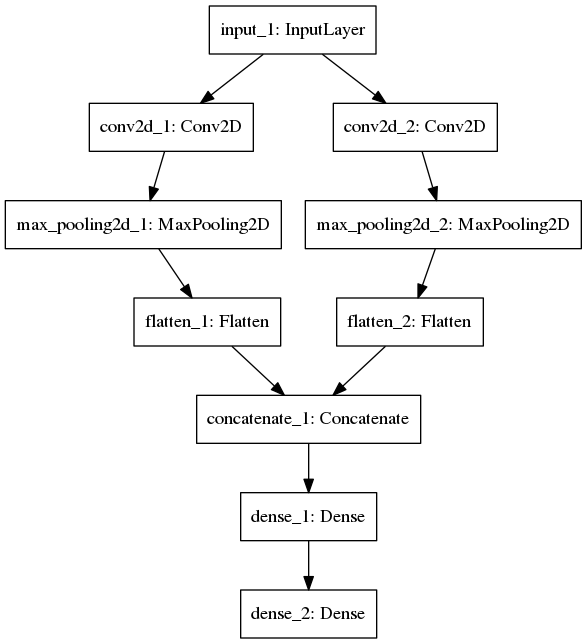 input_1: InputLayer
conv2d_1: Conv2D
conv2d_2: Conv2D
max_pooling2d_1: MaxPooling2D
max_pooling2d_2: MaxPooling2D
flatten_1: Flatten
flatten_2: Flatten
concatenate_1: Concatenate
dense_1: Dense
dense_2: Dense